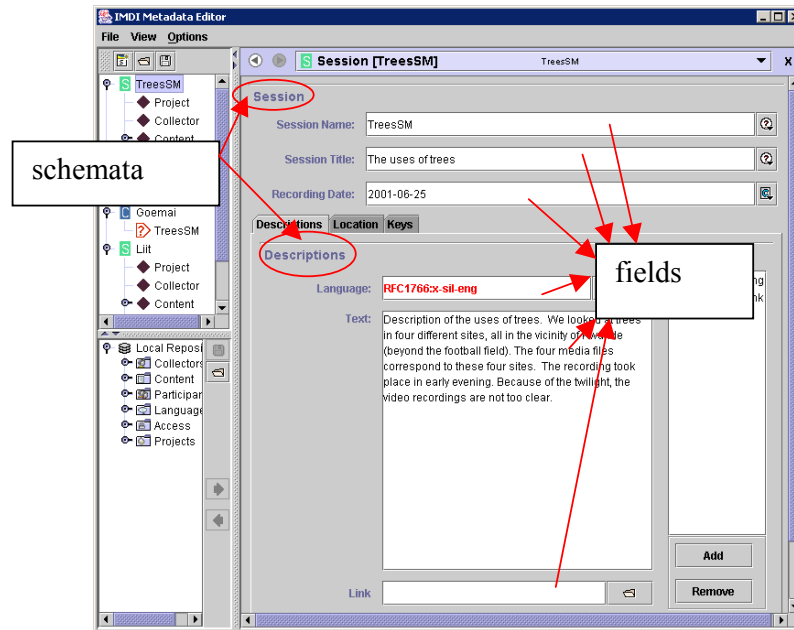 IMDI Metadata Editor
File View Options
Session [TreesSM] TreesSM
TreesSM
Project
Collector
Content
schemata
Goemai
TreesSM
Liit
Project
Collector
Content
Local Reposi
Collectors
Content
Participar
Language
Access
Projects
Session
Session Name: TreesSM
Session Title: The uses of trees
Recording Date: 2001-06-25
Descriptions Location Keys
Descriptions
fields
Language: RFC1766:x-sil-eng
Text: Description of the uses of trees. We looked at trees
in four different sites, all in the vicinity of
(beyond the football field). The four media files
correspond to these four sites. The recording took
place in early evening. Because of the twilight, the
video recordings are not too clear.
Add
Link
Remove